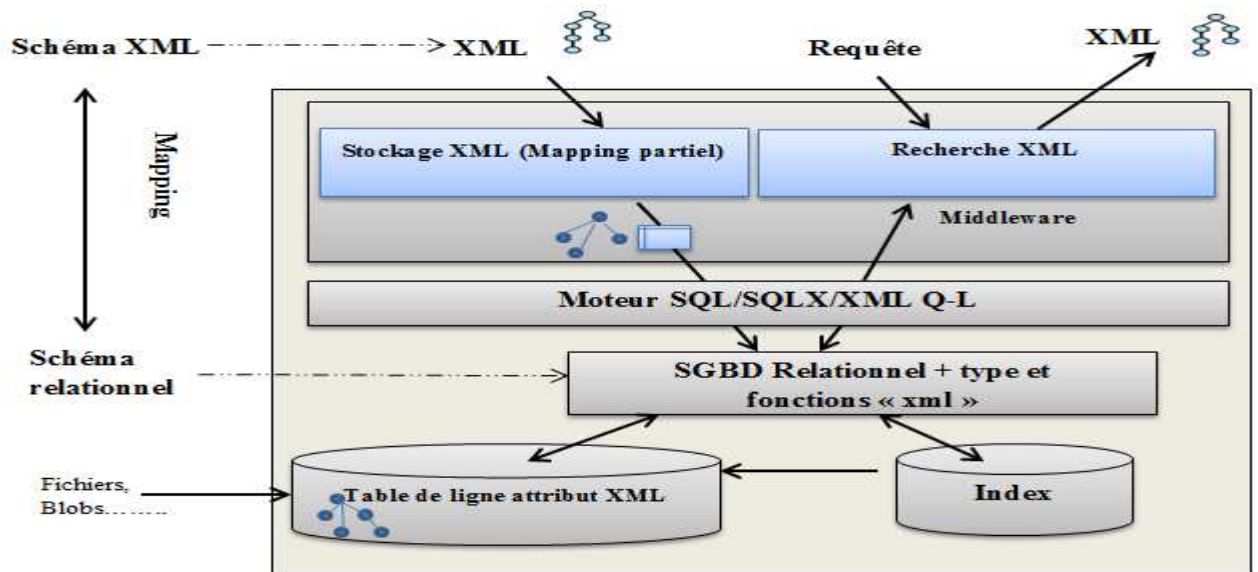 Schéma XML
XML
Requête
XML
Mapping
Stockage XML (Mapping partiel)
Recherche XML
Middleware
Moteur SQL/SQLX/XML Q-L
Schéma
relationnel
SGBD Relationnel + type et
fonctions « xml »
Fichiers,
Blobs........
Table de ligne attribut XML
Index